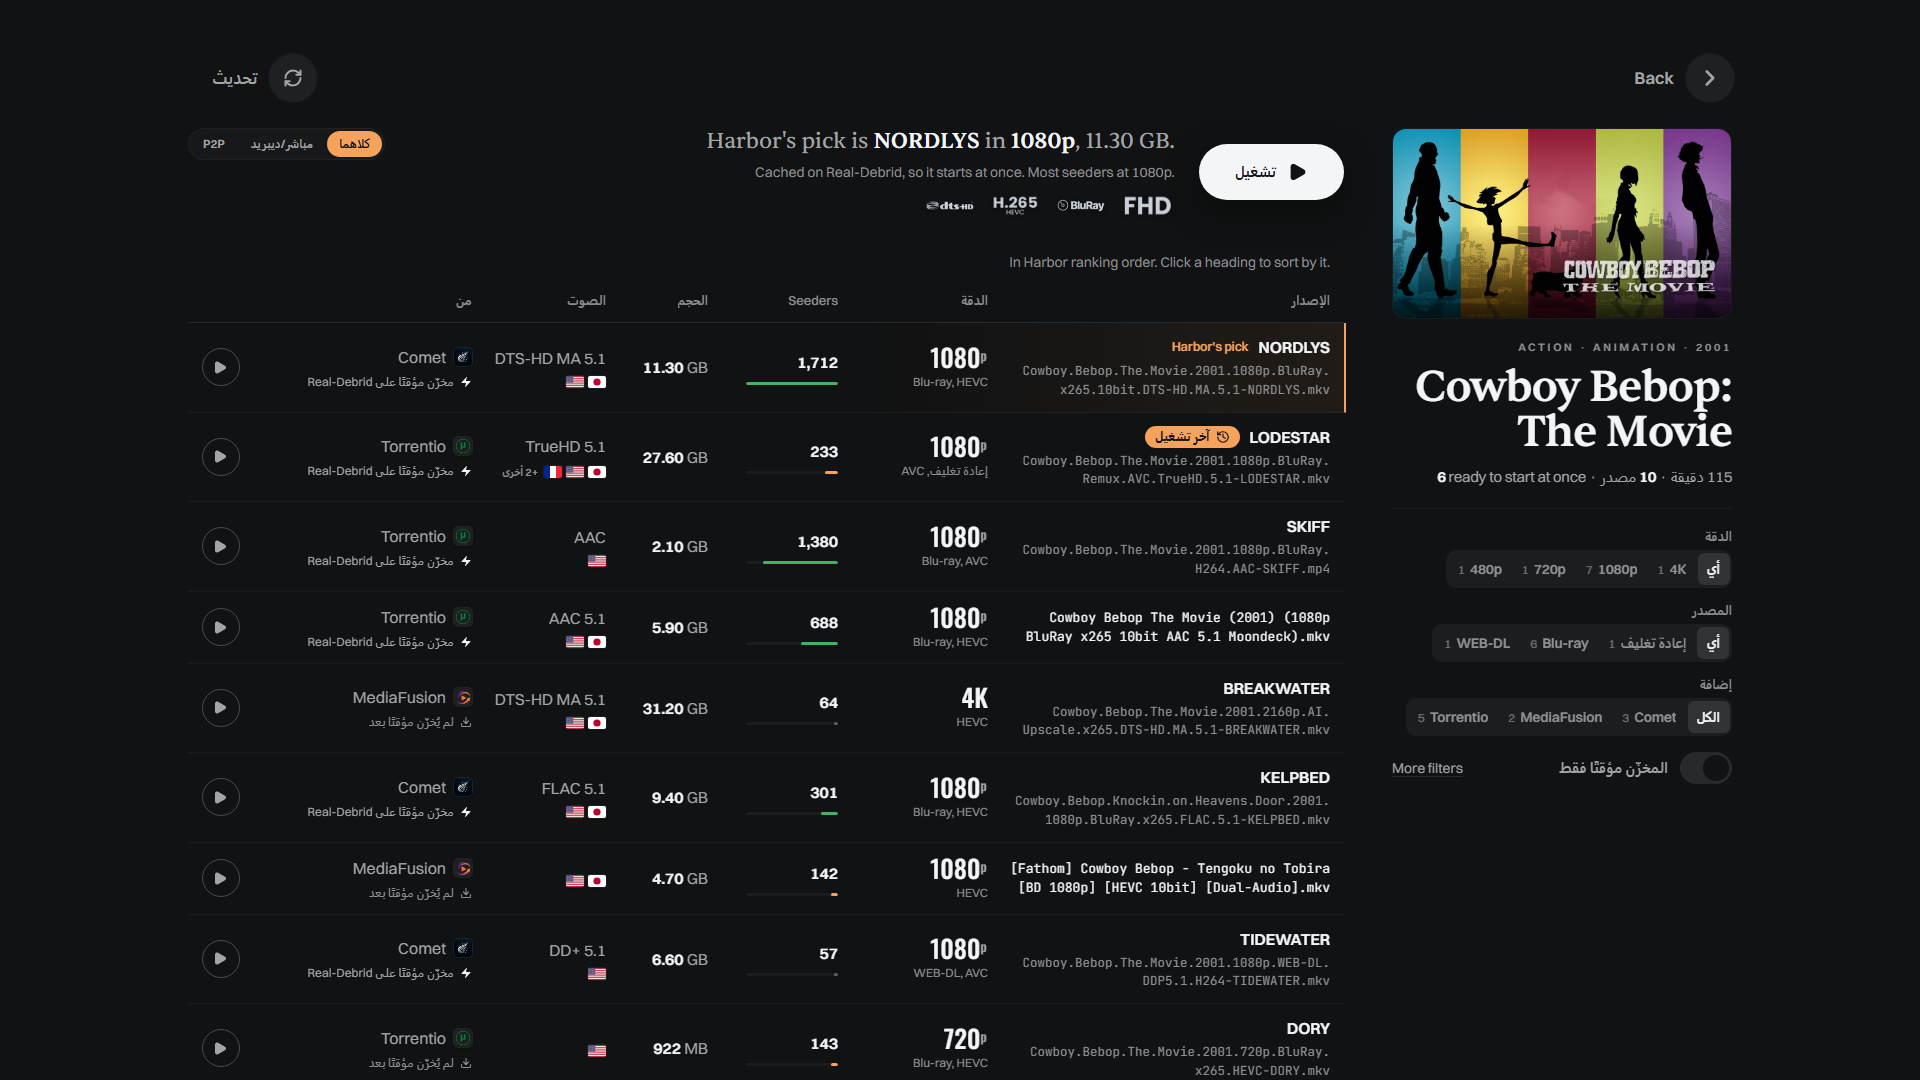 Back
تحديث
كلاهما
مباشر/ديبريد
P2P
Harbor's pick is NORDLYS in 1080p, 11.30 GB.
Cached on Real-Debrid, so it starts at once. Most seeders at 1080p.
تشغيل
dts-HD
H.265
HEVC
BluRay
FHD
In Harbor ranking order. Click a heading to sort by it.
الإصدار
الدقة
Seeders
الحجم
الصوت
من
NORDLYS Harbor's pick
Cowboy.Bebop.The.Movie.2001.1080p.BluRay.
x265.10bit.DTS-HD.MA.5.1-NORDLYS.mkv
1080p
Blu-ray, HEVC
1,712
11.30 GB
DTS-HD MA 5.1
Comet
مخزّن مؤقتًا على Real-Debrid
LODESTAR آخر تشغيل
Cowboy.Bebop.The.Movie.2001.1080p.BluRay.
Remux.AVC.TrueHD.5.1-LODESTAR.mkv
1080p
إعادة تغليف, AVC
233
27.60 GB
TrueHD 5.1
+2 أخرى
Torrentio
مخزّن مؤقتًا على Real-Debrid
SKIFF
Cowboy.Bebop.The.Movie.2001.1080p.BluRay.
H264.AAC-SKIFF.mp4
1080p
Blu-ray, AVC
1,380
2.10 GB
AAC
Torrentio
مخزّن مؤقتًا على Real-Debrid
Cowboy Bebop The Movie (2001) (1080p
BluRay x265 10bit AAC 5.1 Moondeck).mkv
1080p
Blu-ray, HEVC
688
5.90 GB
AAC 5.1
Torrentio
مخزّن مؤقتًا على Real-Debrid
BREAKWATER
Cowboy.Bebop.The.Movie.2001.2160p.AI.
Upscale.x265.DTS-HD.MA.5.1-BREAKWATER.mkv
4K
HEVC
64
31.20 GB
DTS-HD MA 5.1
MediaFusion
لم يُخزّن مؤقتًا بعد
KELPBED
Cowboy.Bebop.Knockin.on.Heavens.Door.2001.
1080p.BluRay.x265.FLAC.5.1-KELPBED.mkv
1080p
Blu-ray, HEVC
301
9.40 GB
FLAC 5.1
Comet
مخزّن مؤقتًا على Real-Debrid
[Fathom] Cowboy Bebop - Tengoku no Tobira
[BD 1080p] [HEVC 10bit] [Dual-Audio].mkv
1080p
HEVC
142
4.70 GB
MediaFusion
لم يُخزّن مؤقتًا بعد
TIDEWATER
Cowboy.Bebop.The.Movie.2001.1080p.WEB-DL.
DDP5.1.H264-TIDEWATER.mkv
1080p
WEB-DL, AVC
57
6.60 GB
DD+ 5.1
Comet
مخزّن مؤقتًا على Real-Debrid
DORY
Cowboy.Bebop.The.Movie.2001.720p.BluRay.
x265.HEVC-DORY.mkv
720p
Blu-ray, HEVC
143
922 MB
Torrentio
لم يُخزّن مؤقتًا بعد
COWBOY BEBOP
THE MOVIE
ACTION · ANIMATION · 2001
Cowboy Bebop:
The Movie
115 دقيقة · 10 مصدر · 6 ready to start at once
الدقة
أي
4K 1
1080p 7
720p 1
480p 1
المصدر
أي
إعادة تغليف 1
Blu-ray 6
WEB-DL 1
إضافة
الكل
Comet 3
MediaFusion 2
Torrentio 5
المخزّن مؤقتًا فقط
More filters